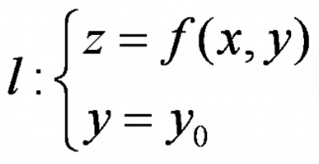 l: { z = f(x, y)
y = y₀